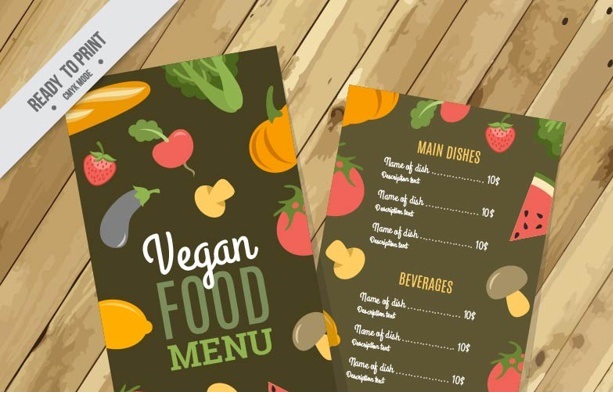 READY TO PRINT
CMYK MODE
Vegan
FOOD
MENU
MAIN DISHES
Name of dish .............. 10$
Description text
Name of dish .............. 10$
Description text
Name of dish .............. 10$
Description text
BEVERAGES
Name of dish .............. 10$
Description text
Name of dish .............. 10$
Description text
Name of dish .............. 10$
Description text